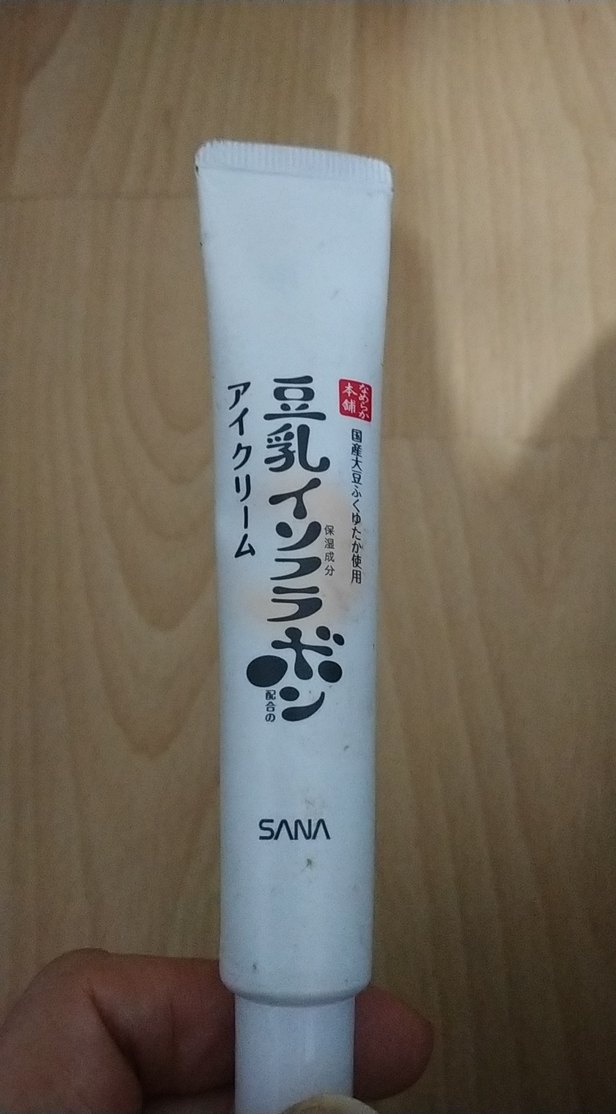 なめらか
本舗
国産大豆ふくゆたか使用
保湿成分
豆乳イソフラボン
配合の
アイクリーム
SANA